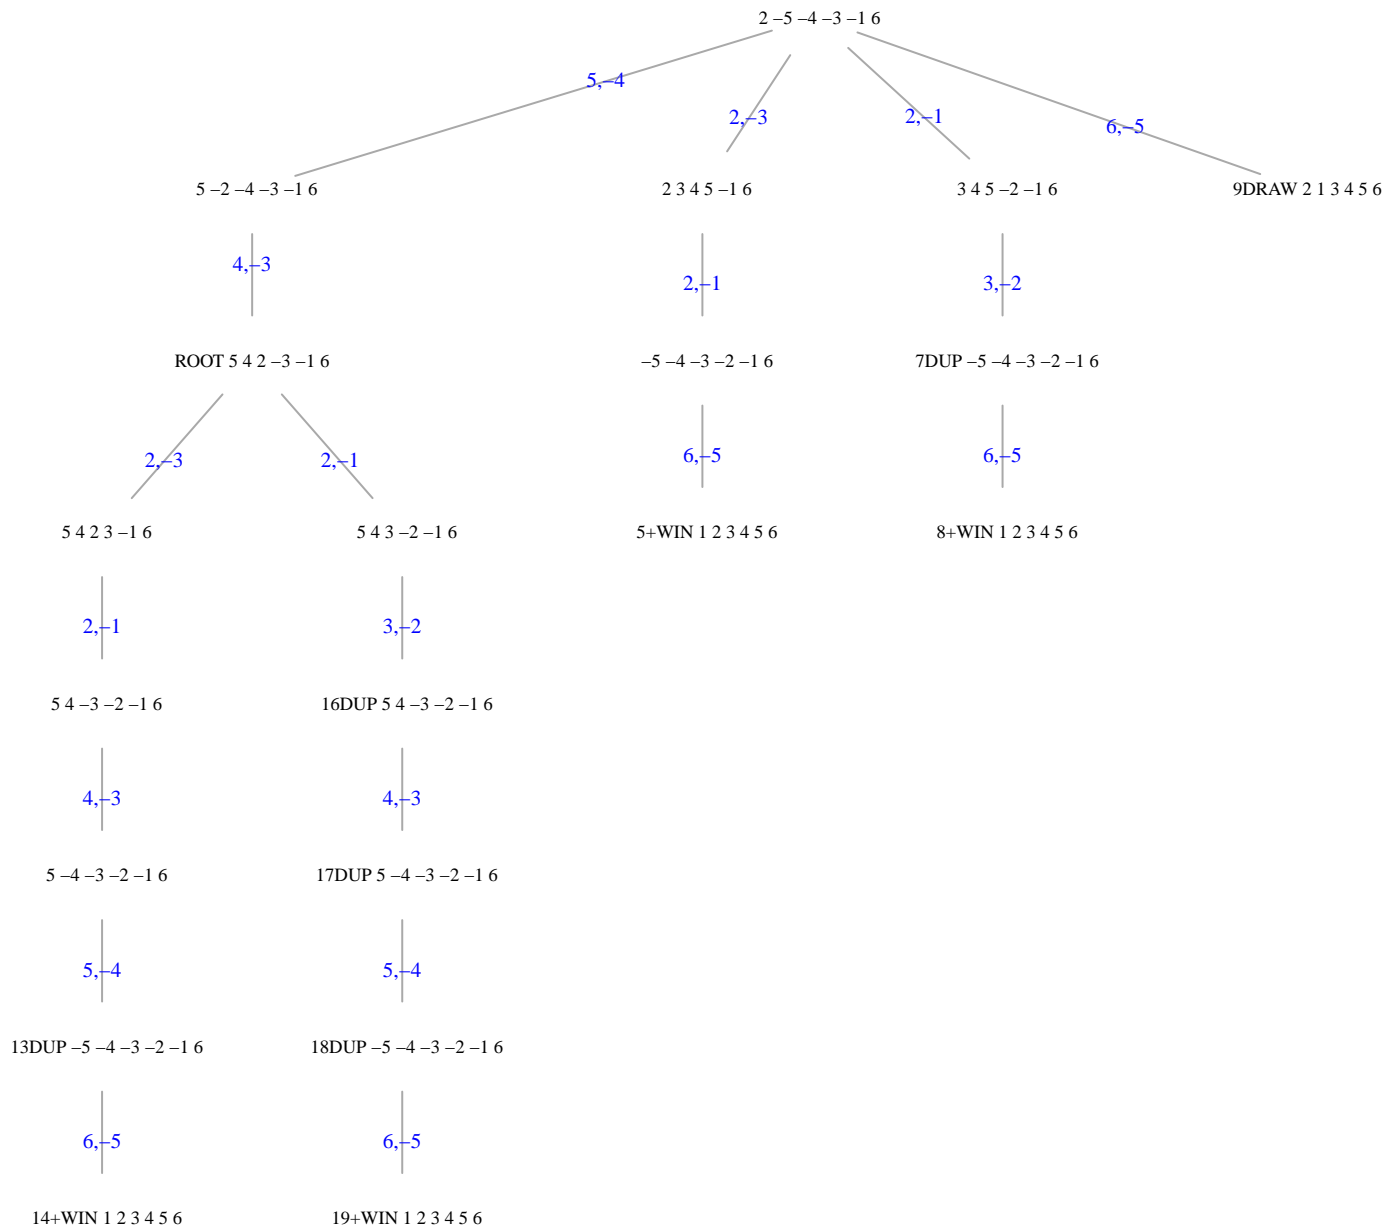 2 –5 –4 –3 –1 6
5,–4
2,–3
2,–1
6,–5
5 –2 –4 –3 –1 6
2 3 4 5 –1 6
3 4 5 –2 –1 6
9DRAW 2 1 3 4 5 6
4,–3
2,–1
3,–2
ROOT 5 4 2 –3 –1 6
–5 –4 –3 –2 –1 6
7DUP –5 –4 –3 –2 –1 6
2,–3
2,–1
6,–5
6,–5
5 4 2 3 –1 6
5 4 3 –2 –1 6
5+WIN 1 2 3 4 5 6
8+WIN 1 2 3 4 5 6
2,–1
3,–2
5 4 –3 –2 –1 6
16DUP 5 4 –3 –2 –1 6
4,–3
4,–3
5 –4 –3 –2 –1 6
17DUP 5 –4 –3 –2 –1 6
5,–4
5,–4
13DUP –5 –4 –3 –2 –1 6
18DUP –5 –4 –3 –2 –1 6
6,–5
6,–5
14+WIN 1 2 3 4 5 6
19+WIN 1 2 3 4 5 6